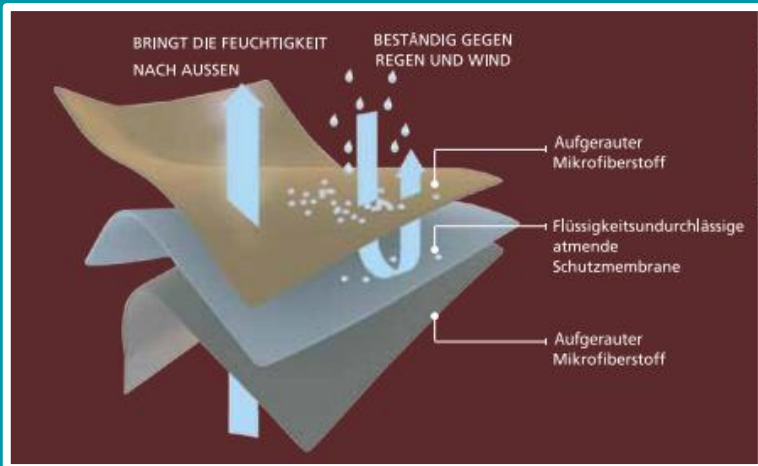 BRINGT DIE FEUCHTIGKEIT
NACH AUSSEN
BESTÄNDIG GEGEN
REGEN UND WIND
Aufgerauter
Mikrofiberstoff
Flüssigkeitsundurchlässige
atmende
Schutzmembrane
Aufgerauter
Mikrofiberstoff